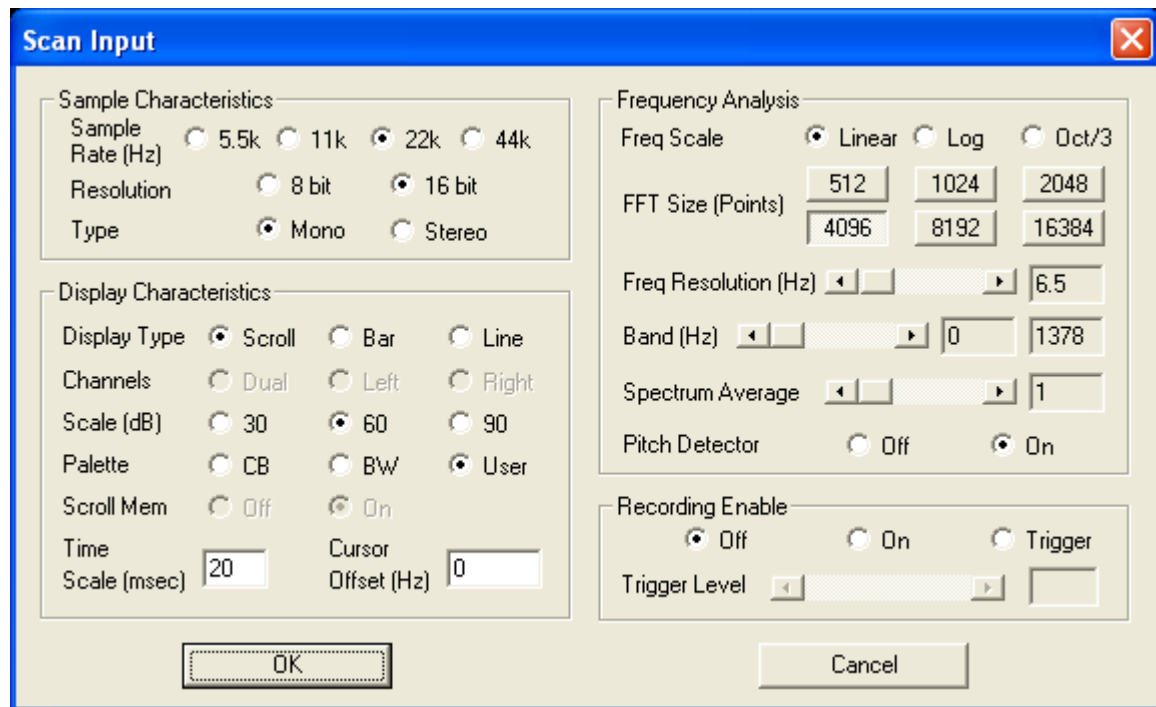 Scan Input
Sample Characteristics
Sample Rate (Hz) 5.5k 11k 22k 44k
Resolution 8 bit 16 bit
Type Mono Stereo
Display Characteristics
Display Type Scroll Bar Line
Channels Dual Left Right
Scale (dB) 30 60 90
Palette CB BW User
Scroll Mem Off On
Time Scale (msec) 20 Cursor Offset (Hz) 0
OK
Frequency Analysis
Freq Scale Linear Log Oct/3
FFT Size (Points) 512 1024 2048
4096 8192 16384
Freq Resolution (Hz) 6.5
Band (Hz) 0 1378
Spectrum Average 1
Pitch Detector Off On
Recording Enable
Off On Trigger
Trigger Level
Cancel